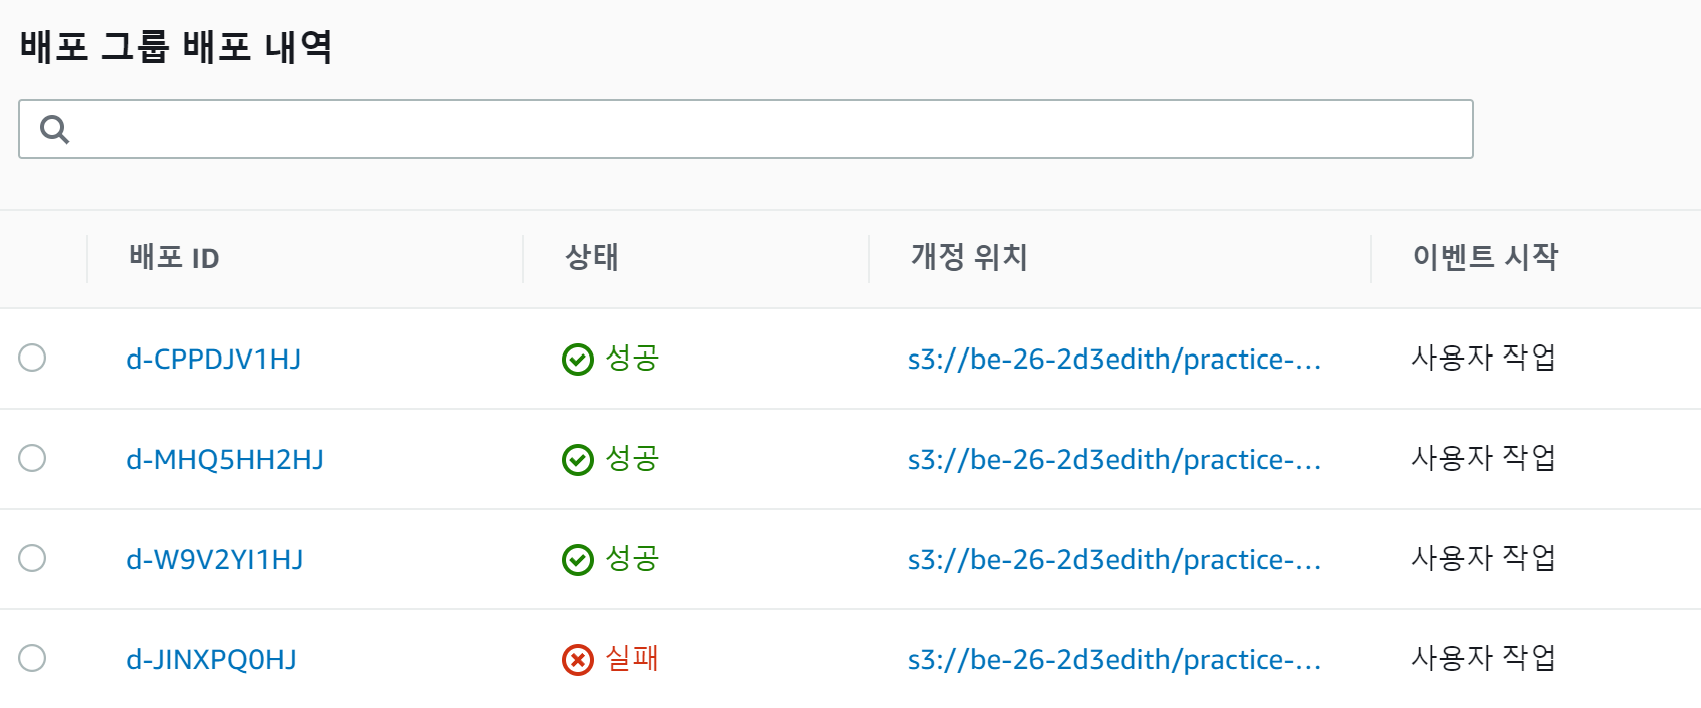 배포 그룹 배포 내역
배포 ID 상태 개정 위치 이벤트 시작
d-CPPDJV1HJ 성공 s3://be-26-2d3edith/practice-... 사용자 작업
d-MHQ5HH2HJ 성공 s3://be-26-2d3edith/practice-... 사용자 작업
d-W9V2YI1HJ 성공 s3://be-26-2d3edith/practice-... 사용자 작업
d-JINXPQ0HJ 실패 s3://be-26-2d3edith/practice-... 사용자 작업